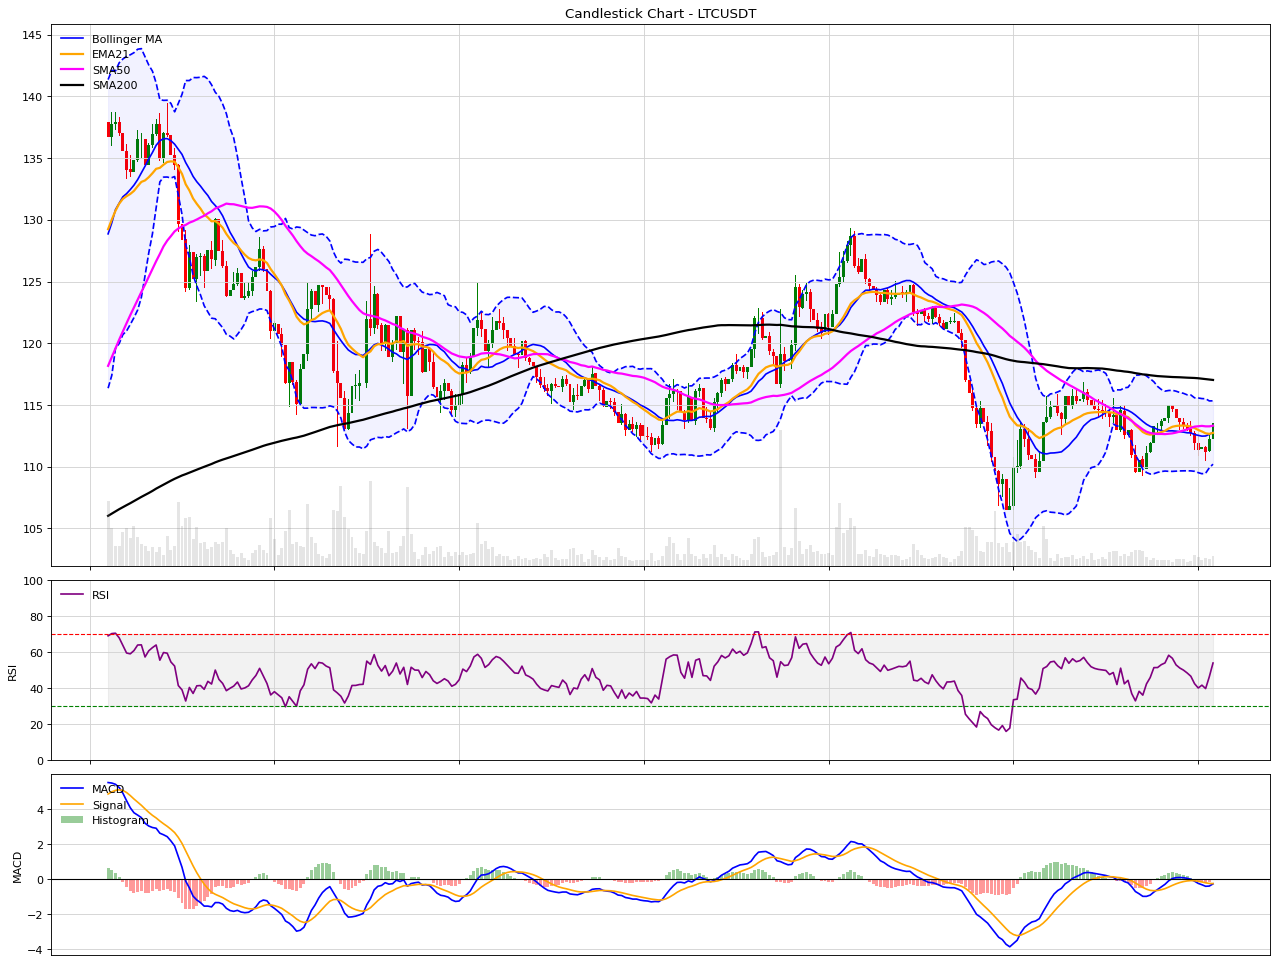 Candlestick Chart - LTCUSDT
Bollinger MA
EMA21
SMA50
SMA200
145
140
135
130
125
120
115
110
105
RSI
100
80
60
40
20
0
RSI
MACD
Signal
Histogram
4
2
0
−2
−4
MACD